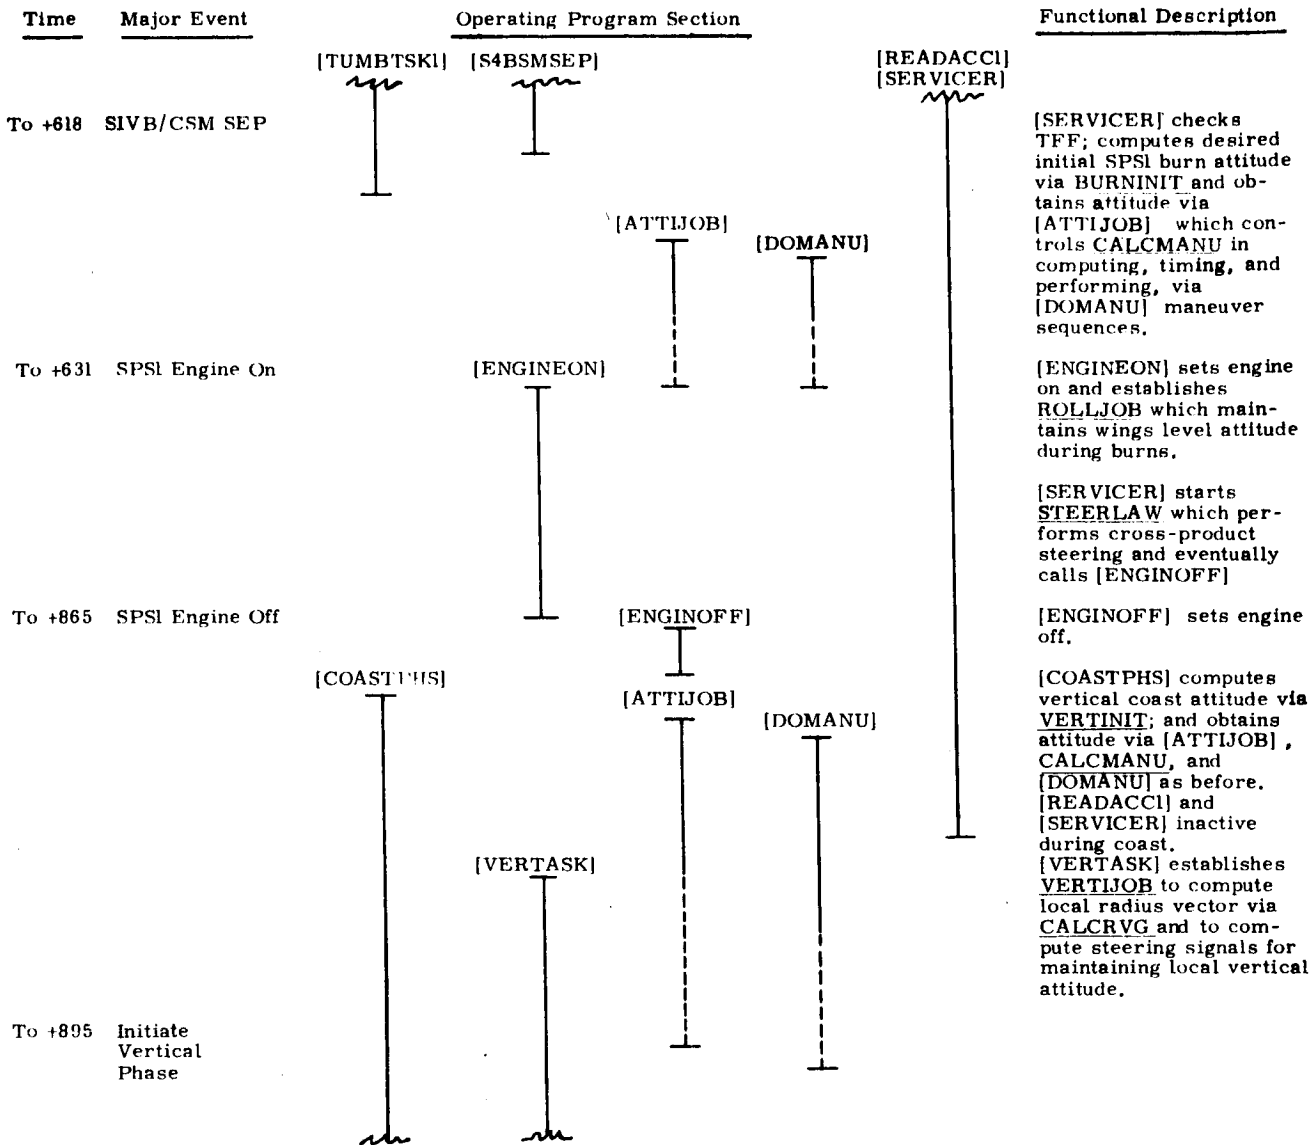 Time Major Event Operating Program Section Functional Description
[TUMBTSK1] [S4BSMSEP] [READACC1]
[SERVICER]
To +618 SIVB/CSM SEP
[SERVICER] checks
TFF; computes desired
initial SPS1 burn attitude
via BURNINIT and ob-
tains attitude via
[ATTIJOB] which con-
trols CALCMANU in
computing, timing, and
performing, via
[DOMANU] maneuver
sequences.
[ATTIJOB]
[DOMANU]
To +631 SPS1 Engine On [ENGINEON]
[ENGINEON] sets engine
on and establishes
ROLLJOB which main-
tains wings level attitude
during burns.
[SERVICER] starts
STEERLAW which per-
forms cross-product
steering and eventually
calls [ENGINOFF]
To +865 SPS1 Engine Off [ENGINOFF]
[ENGINOFF] sets engine
off.
[COASTPHS]
[ATTIJOB]
[DOMANU]
[COASTPHS] computes
vertical coast attitude via
VERTINIT; and obtains
attitude via [ATTIJOB] ,
CALCMANU, and
[DOMANU] as before.
[READACC1] and
[SERVICER] inactive
during coast.
[VERTASK]
[VERTASK] establishes
VERTIJOB to compute
local radius vector via
CALCRVG and to com-
pute steering signals for
maintaining local vertical
attitude.
To +895 Initiate
Vertical
Phase